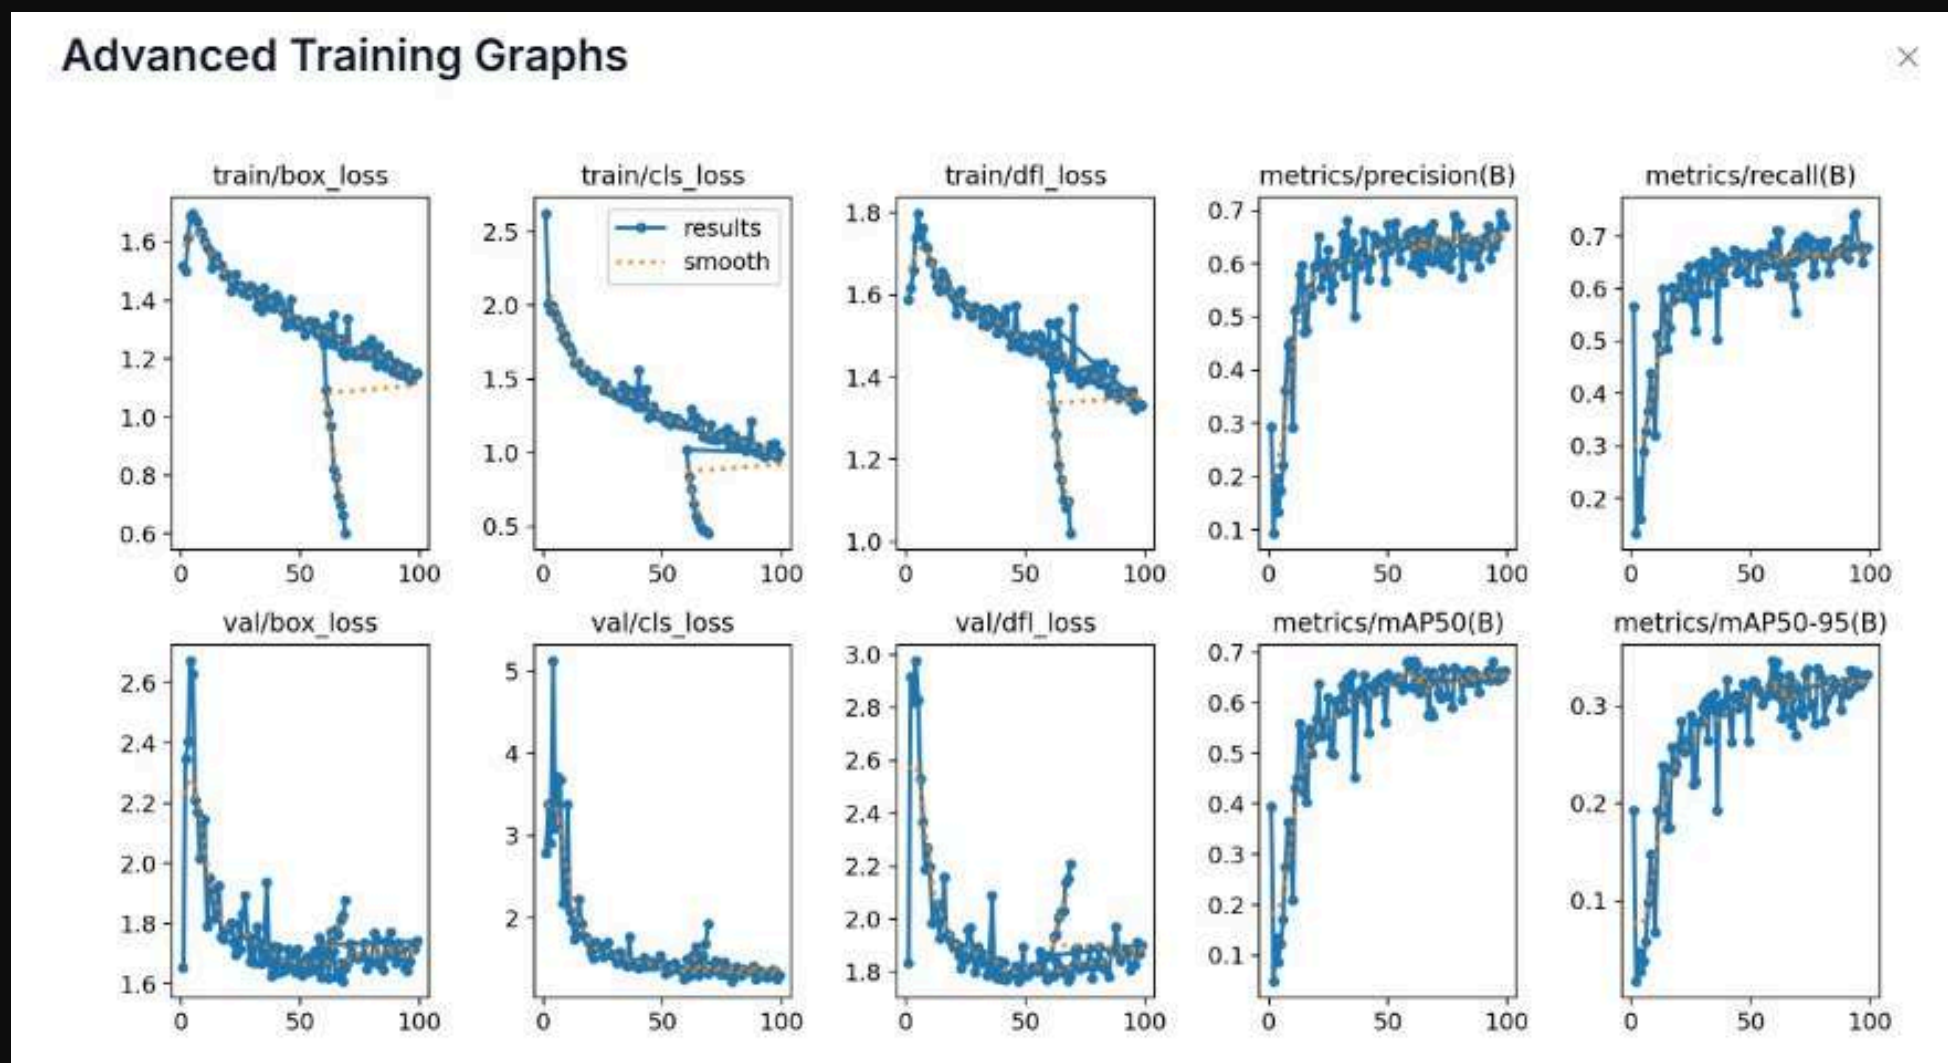 Advanced Training Graphs
×
train/box_loss
1.6
1.4
1.2
1.0
0.8
0.6
0 50 100
train/cls_loss
results
smooth
2.5
2.0
1.5
1.0
0.5
0 50 100
train/dfl_loss
1.8
1.6
1.4
1.2
1.0
0 50 100
metrics/precision(B)
0.7
0.6
0.5
0.4
0.3
0.2
0.1
0 50 100
metrics/recall(B)
0.7
0.6
0.5
0.4
0.3
0.2
0 50 100
val/box_loss
2.6
2.4
2.2
2.0
1.8
1.6
0 50 100
val/cls_loss
5
4
3
2
0 50 100
val/dfl_loss
3.0
2.8
2.6
2.4
2.2
2.0
1.8
0 50 100
metrics/mAP50(B)
0.7
0.6
0.5
0.4
0.3
0.2
0.1
0 50 100
metrics/mAP50-95(B)
0.3
0.2
0.1
0 50 100